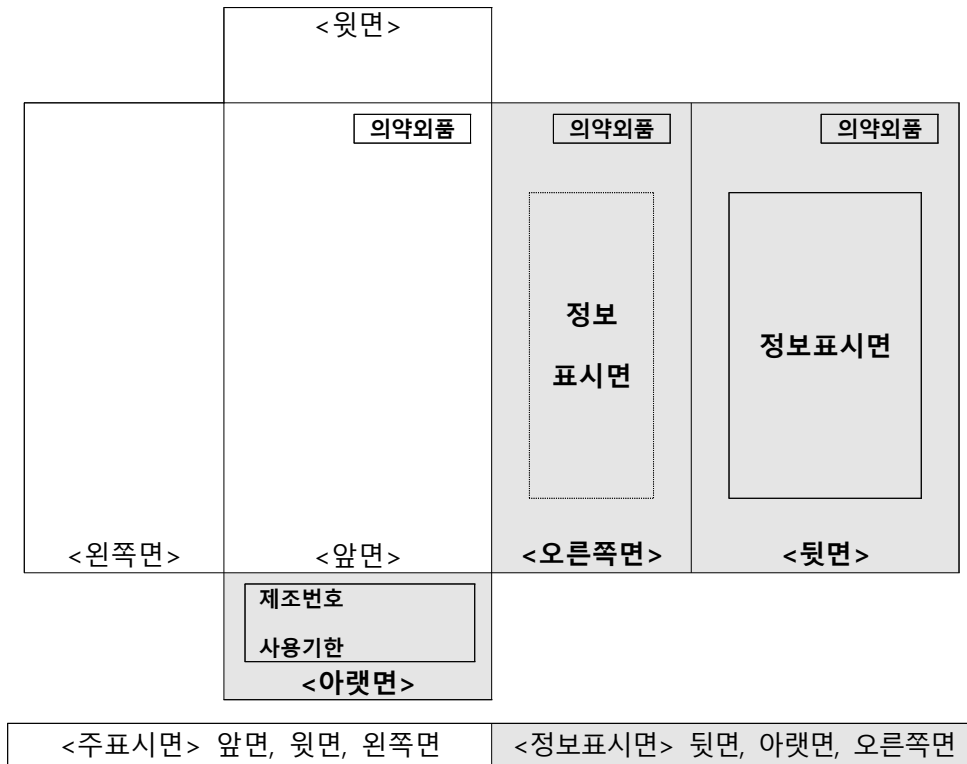 <윗면>
의약외품
의약외품
의약외품
정보
표시면
정보표시면
<왼쪽면>
<앞면>
<오른쪽면>
<뒷면>
제조번호
사용기한
<아랫면>
<주표시면> 앞면, 윗면, 왼쪽면
<정보표시면> 뒷면, 아랫면, 오른쪽면